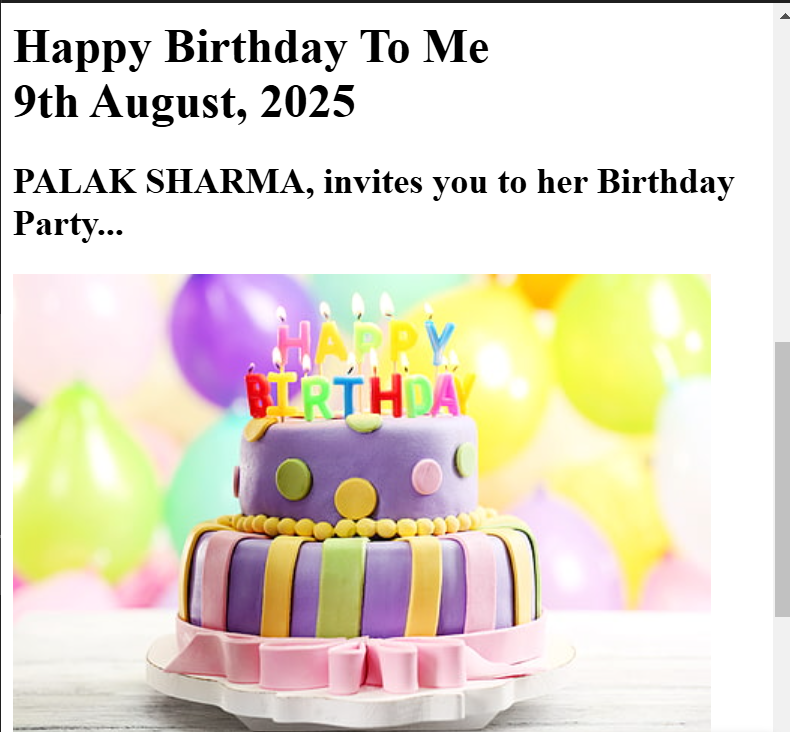 Happy Birthday To Me
9th August, 2025
PALAK SHARMA, invites you to her Birthday
Party...
HAPPY
BIRTHDAY